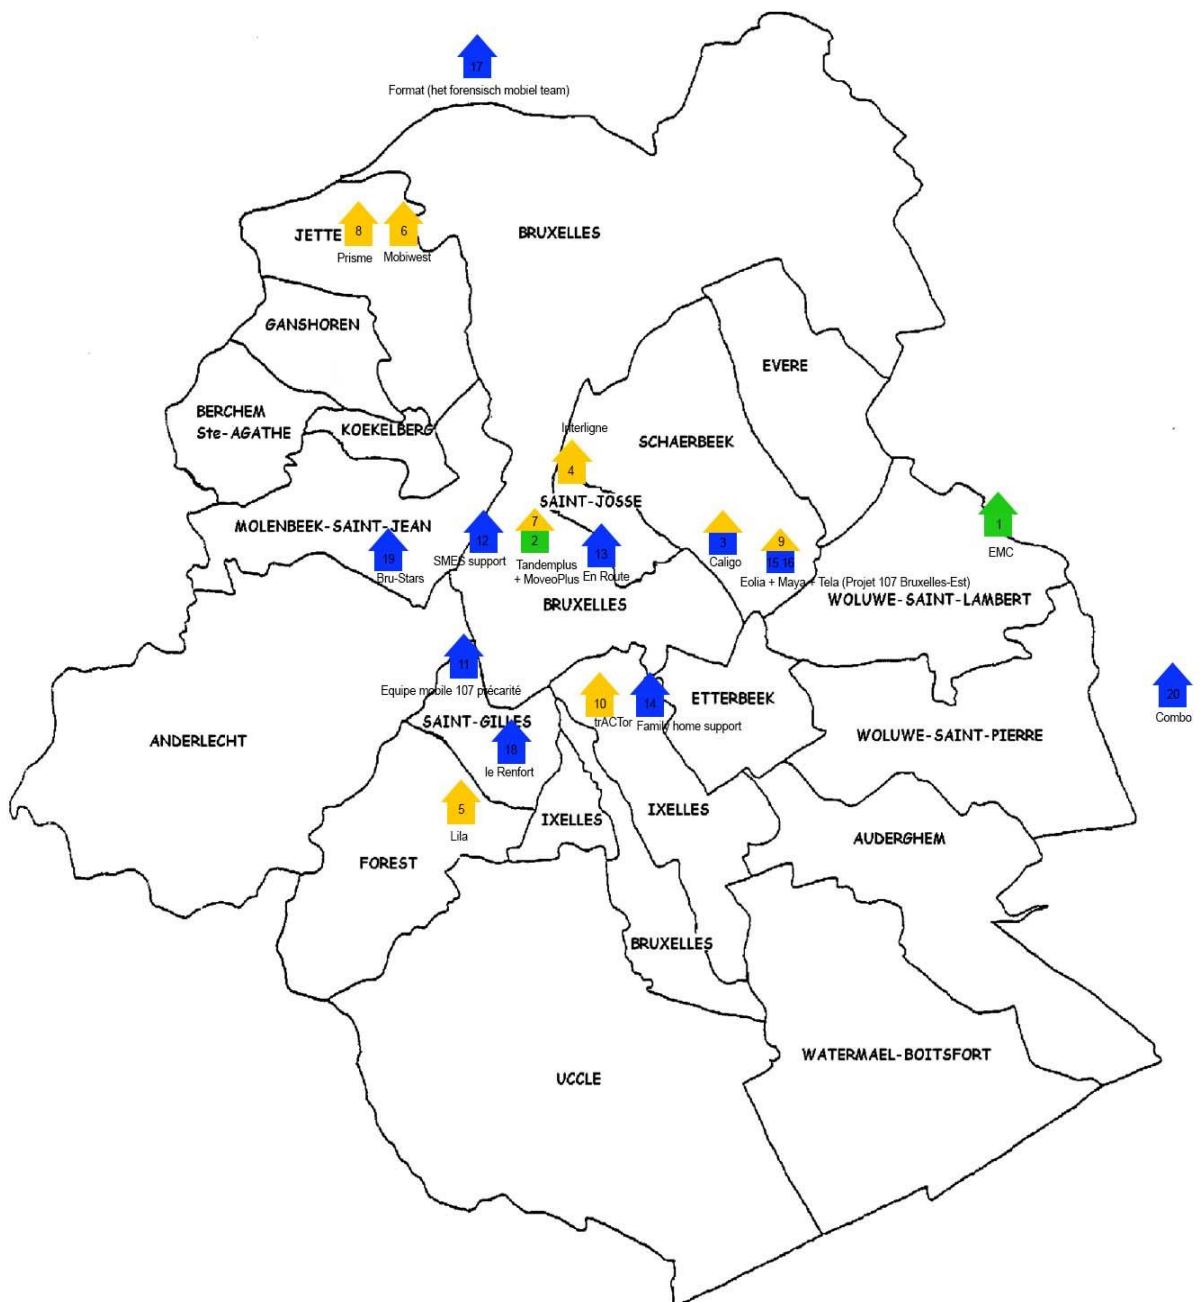 17
Format (het forensisch mobiel team)
JETTE
8
6
Prisme
Mobiwest
BRUXELLES
GANSHOREN
EVERE
BERCHEM
Ste-AGATHE
KOEKELBERG
Interligne
SCHAERBEEK
4
SAINT-JOSSE
MOLENBEEK-SAINT-JEAN
7
2
1
EMC
12
SMES support
Tandemplus
+ MoveoPlus
13
En Route
3
Caligo
9
15 16
Eolia + Maya + Tela (Projet 107 Bruxelles-Est)
19
Bru-Stars
BRUXELLES
WOLUWE-SAINT-LAMBERT
11
Equipe mobile 107 précarité
SAINT-GILLES
10
trACTor
14
Family home support
ETTERBEEK
20
Combo
ANDERLECHT
WOLUWE-SAINT-PIERRE
18
le Renfort
5
Lila
IXELLES
IXELLES
AUDERGHEM
FOREST
BRUXELLES
WATERMAEL-BOITSFORT
UCCLE